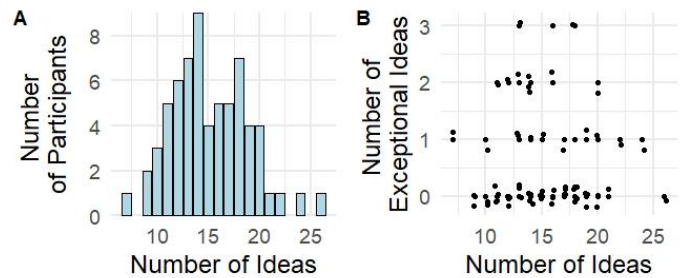 A
Number
of Participants
8
6
4
2
0
10
15
20
25
Number of Ideas
B
Number of
Exceptional Ideas
3
2
1
0
10
15
20
25
Number of Ideas